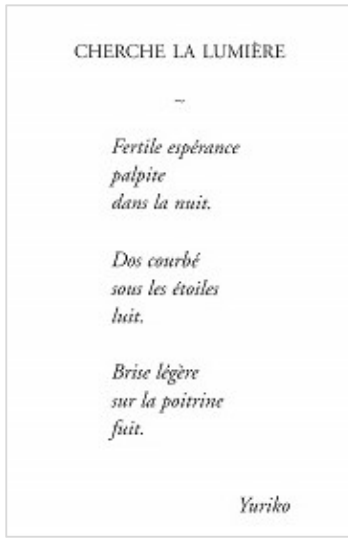 CHERCHE LA LUMIÈRE
~
Fertile espérance
palpite
dans la nuit.
Dos courbé
sous les étoiles
luit.
Brise légère
sur la poitrine
fuit.
Yuriko